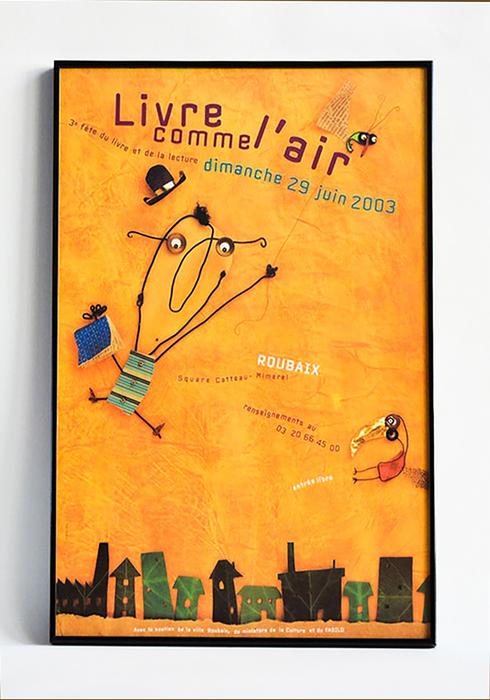 Livre
comme l'air
3e fête du livre et de la lecture
dimanche 29 juin 2003
ROUBAIX
Square Catteau-Mimerel
renseignements au
03 20 66 45 00
entrée libre
Avec le soutien de la ville Roubaix, du ministère de la Culture et du FASILD